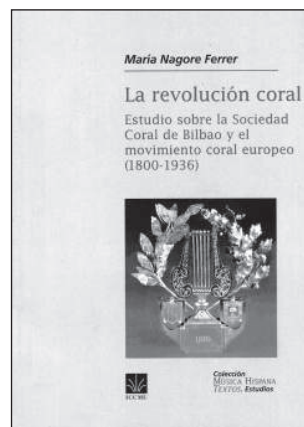 María Nagore Ferrer
La revolución coral
Estudio sobre la Sociedad
Coral de Bilbao y el
movimiento coral europeo
(1800-1936)
Colección
MÚSICA HISPANA
TEXTOS. Estudios
ICCMU